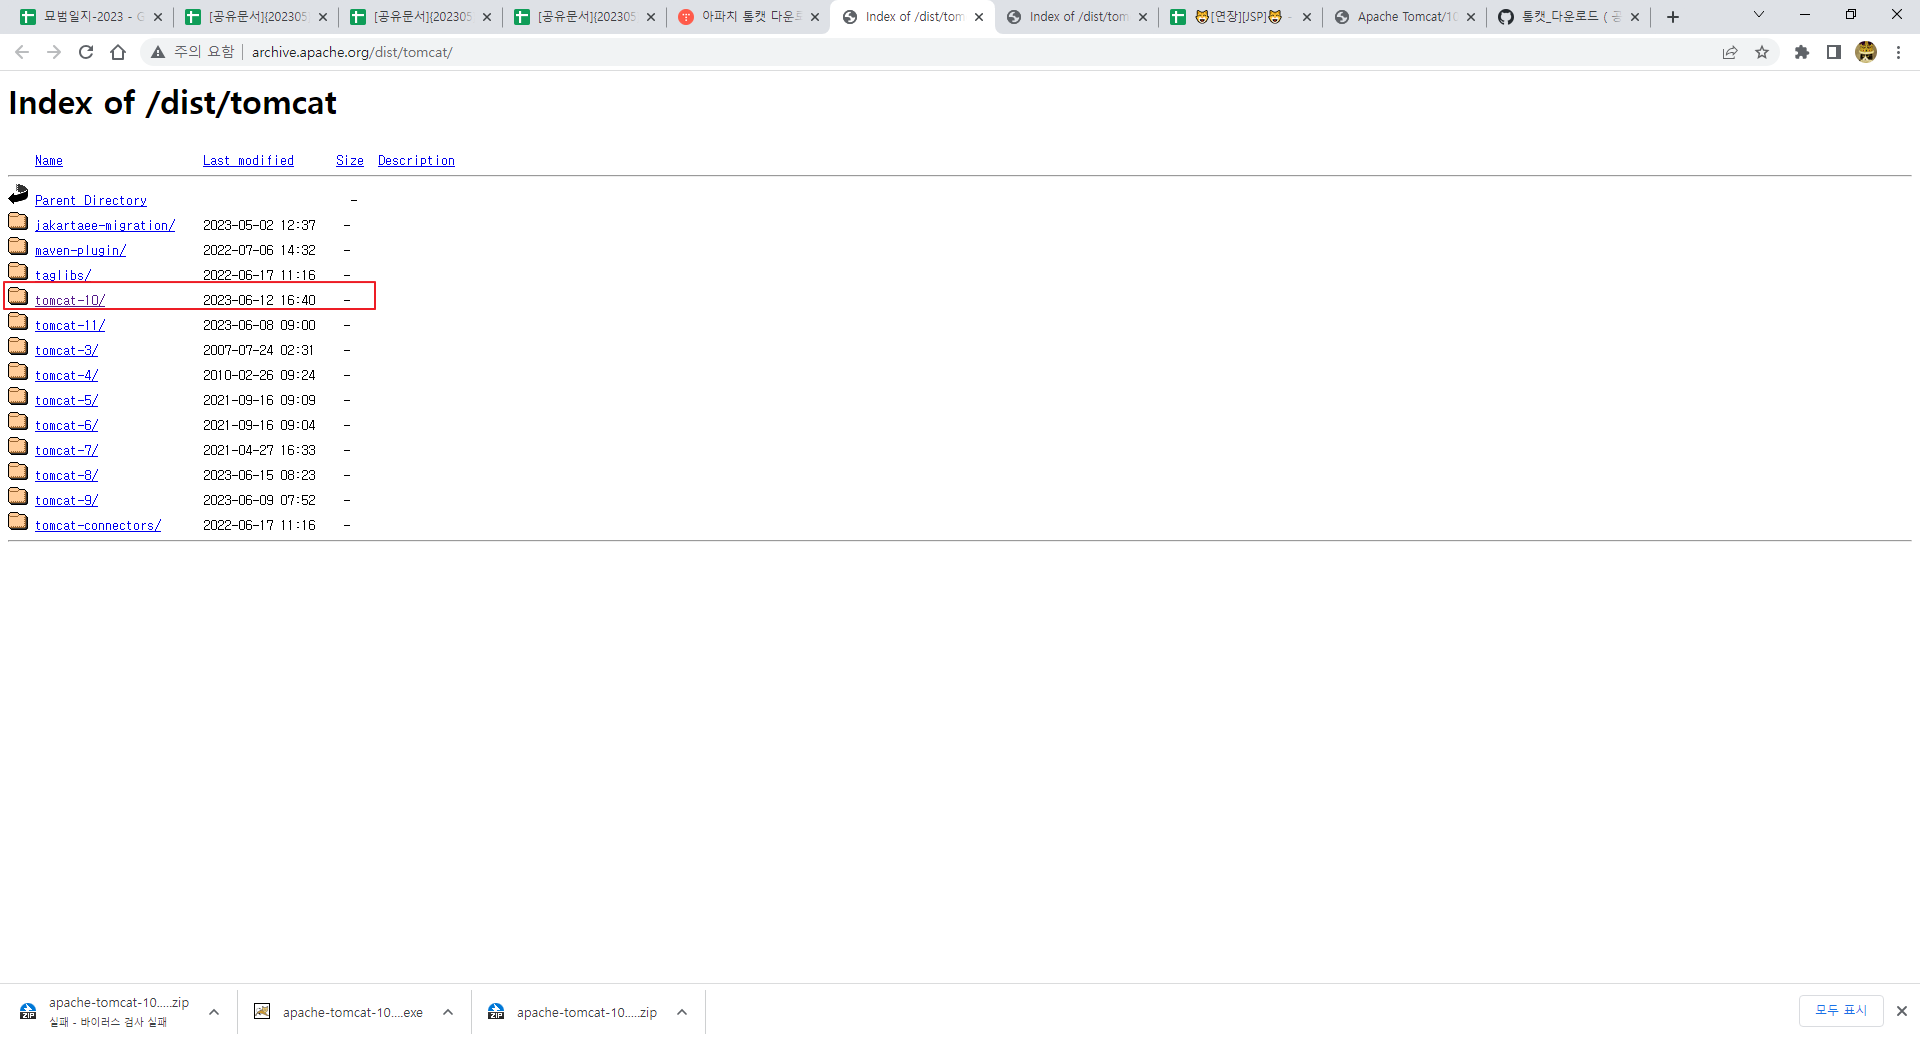 묘범일지-2023 - G
[공유문서]{202305
[공유문서]{202305
[공유문서]{202305
아파치 톰캣 다운로
Index of /dist/tom
Index of /dist/tom
🐯[연장][JSP]🐯 -
Apache Tomcat/10
톰캣_다운로드 ( 공
주의 요함 | archive.apache.org/dist/tomcat/
Index of /dist/tomcat
Name Last modified Size Description
Parent Directory -
jakartaee-migration/ 2023-05-02 12:37 -
maven-plugin/ 2022-07-06 14:32 -
taglibs/ 2022-06-17 11:16 -
tomcat-10/ 2023-06-12 16:40 -
tomcat-11/ 2023-06-08 09:00 -
tomcat-3/ 2007-07-24 02:31 -
tomcat-4/ 2010-02-26 09:24 -
tomcat-5/ 2021-09-16 09:09 -
tomcat-6/ 2021-09-16 09:04 -
tomcat-7/ 2021-04-27 16:33 -
tomcat-8/ 2023-06-15 08:23 -
tomcat-9/ 2023-06-09 07:52 -
tomcat-connectors/ 2022-06-17 11:16 -
apache-tomcat-10.....zip
실패 - 바이러스 검사 실패
apache-tomcat-10....exe
apache-tomcat-10.....zip
모두 표시